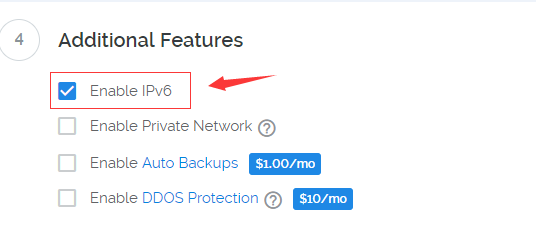 4 Additional Features
Enable IPv6
Enable Private Network ?
Enable Auto Backups $1.00/mo
Enable DDOS Protection ? $10/mo